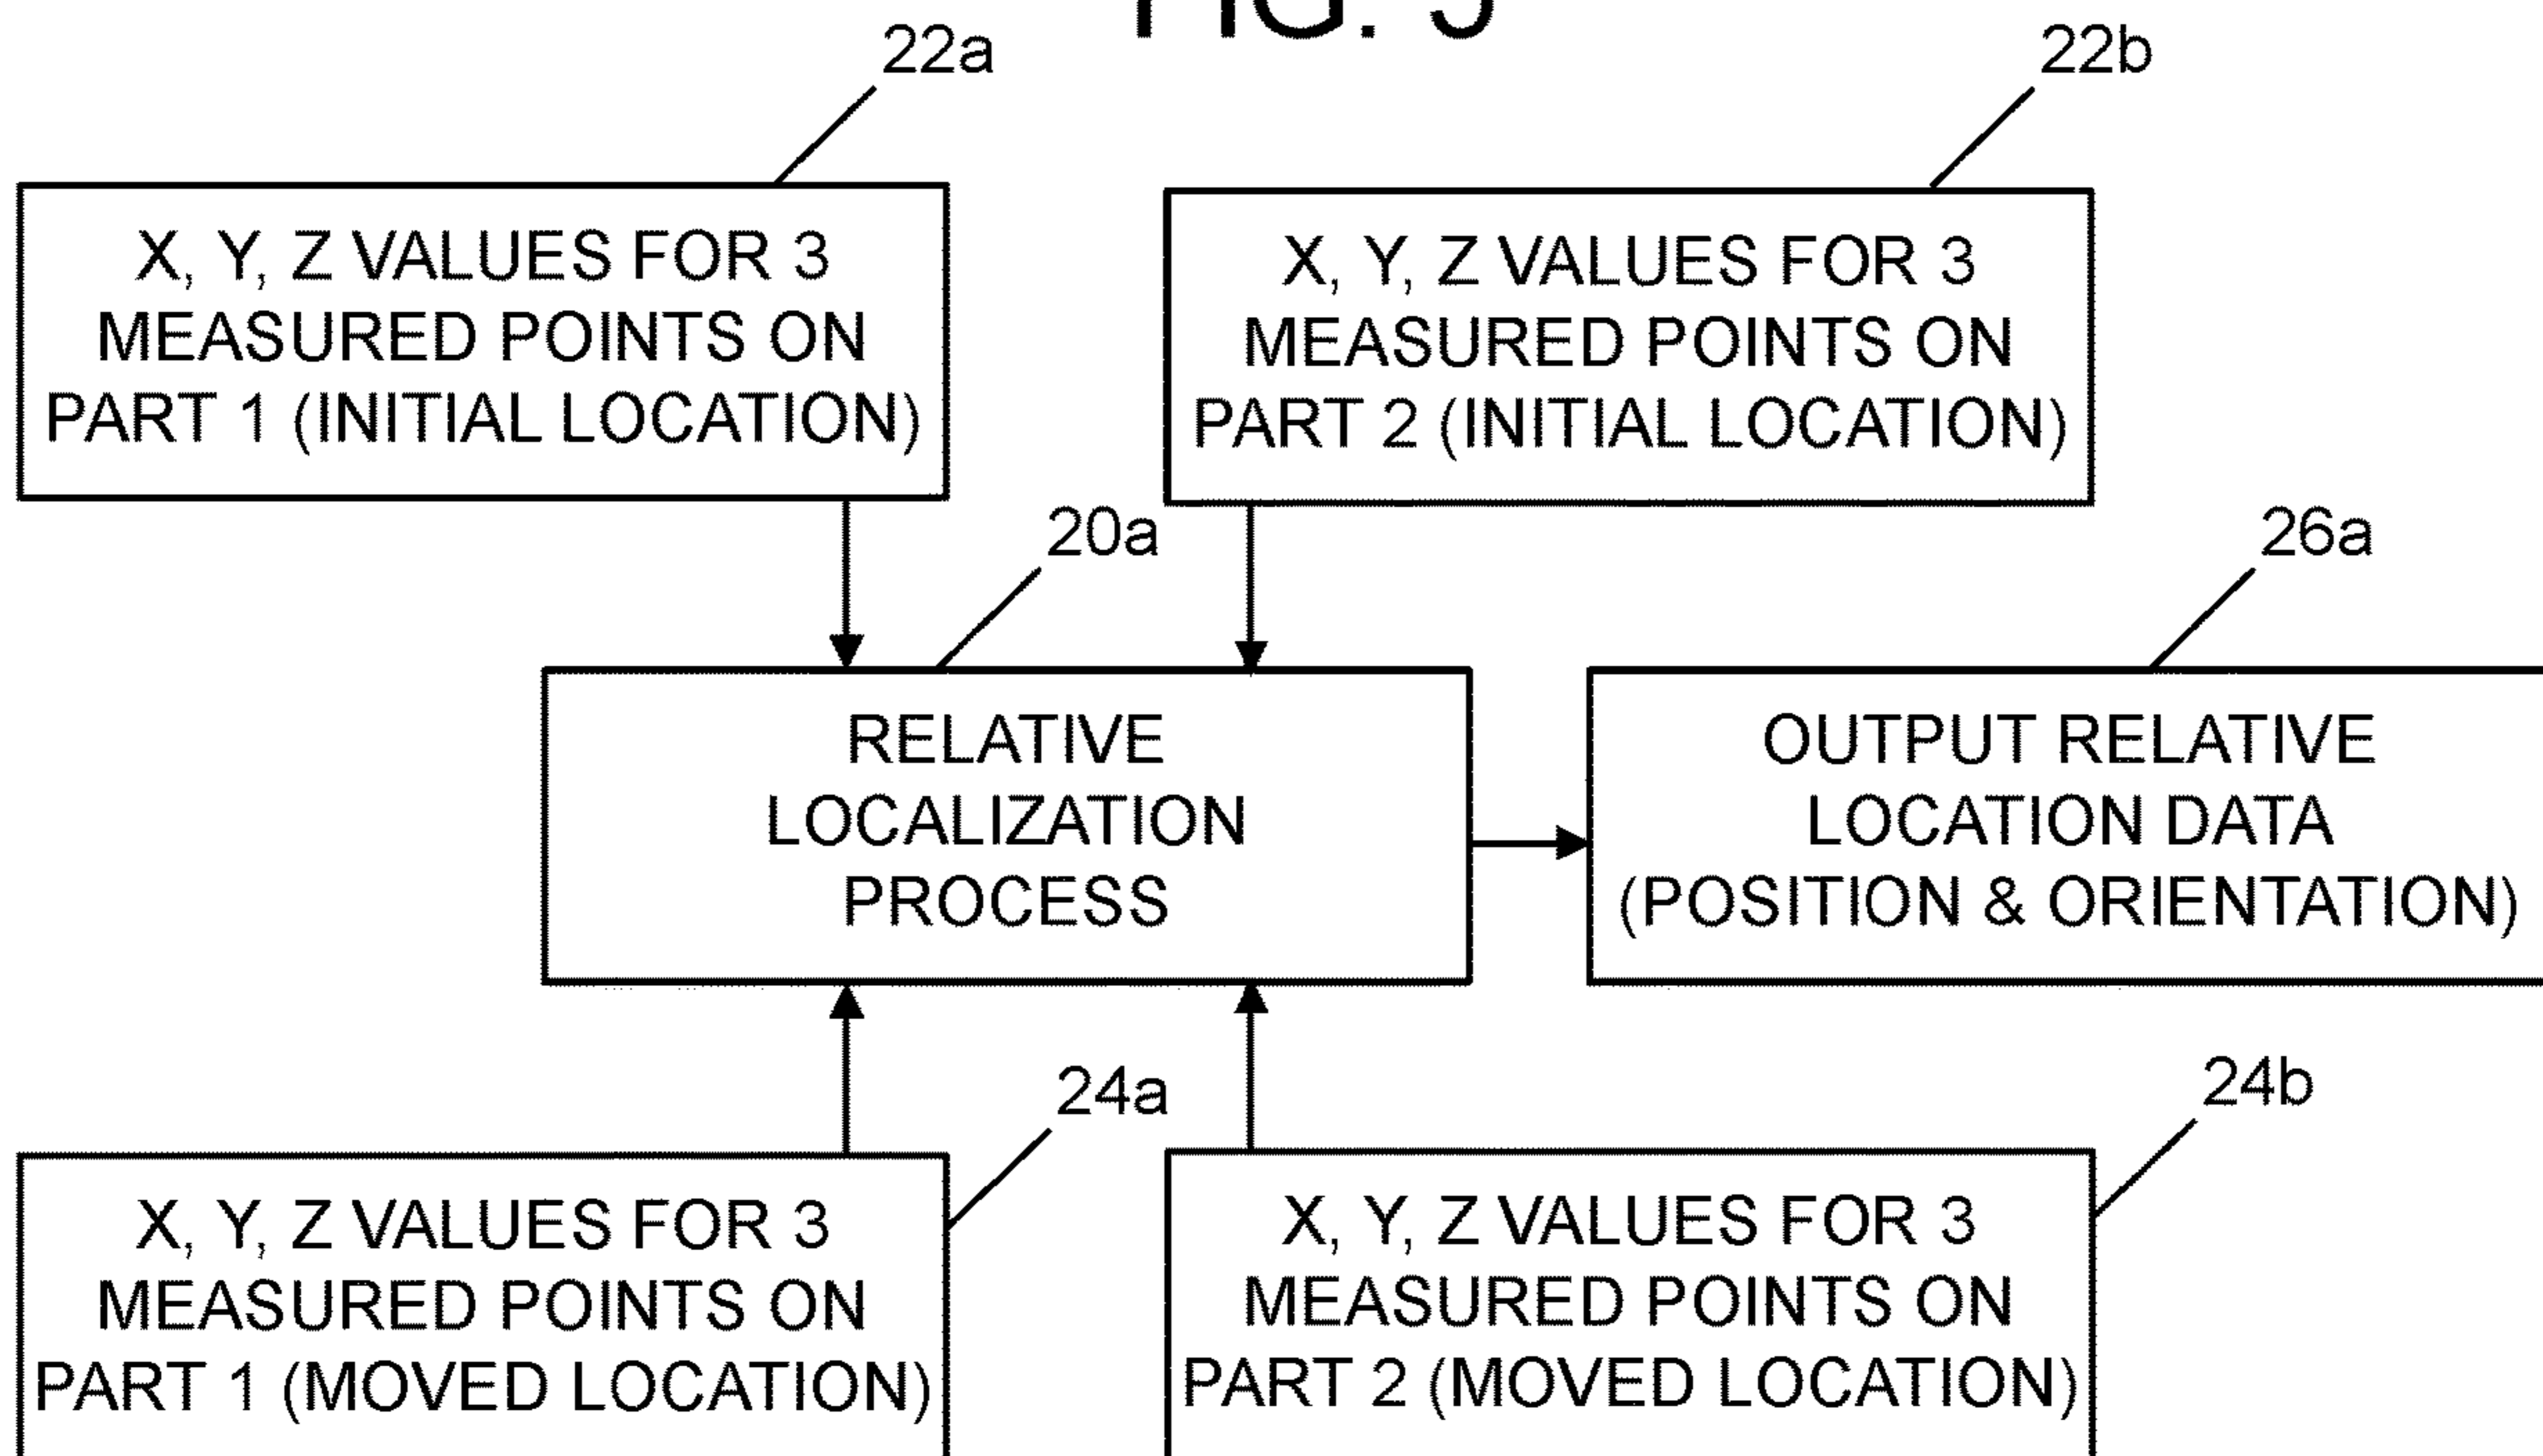 FIG. 5
22a
22b
X, Y, Z VALUES FOR 3
MEASURED POINTS ON
PART 1 (INITIAL LOCATION)
X, Y, Z VALUES FOR 3
MEASURED POINTS ON
PART 2 (INITIAL LOCATION)
20a
26a
RELATIVE
LOCALIZATION
PROCESS
OUTPUT RELATIVE
LOCATION DATA
(POSITION & ORIENTATION)
24a
24b
X, Y, Z VALUES FOR 3
MEASURED POINTS ON
PART 1 (MOVED LOCATION)
X, Y, Z VALUES FOR 3
MEASURED POINTS ON
PART 2 (MOVED LOCATION)